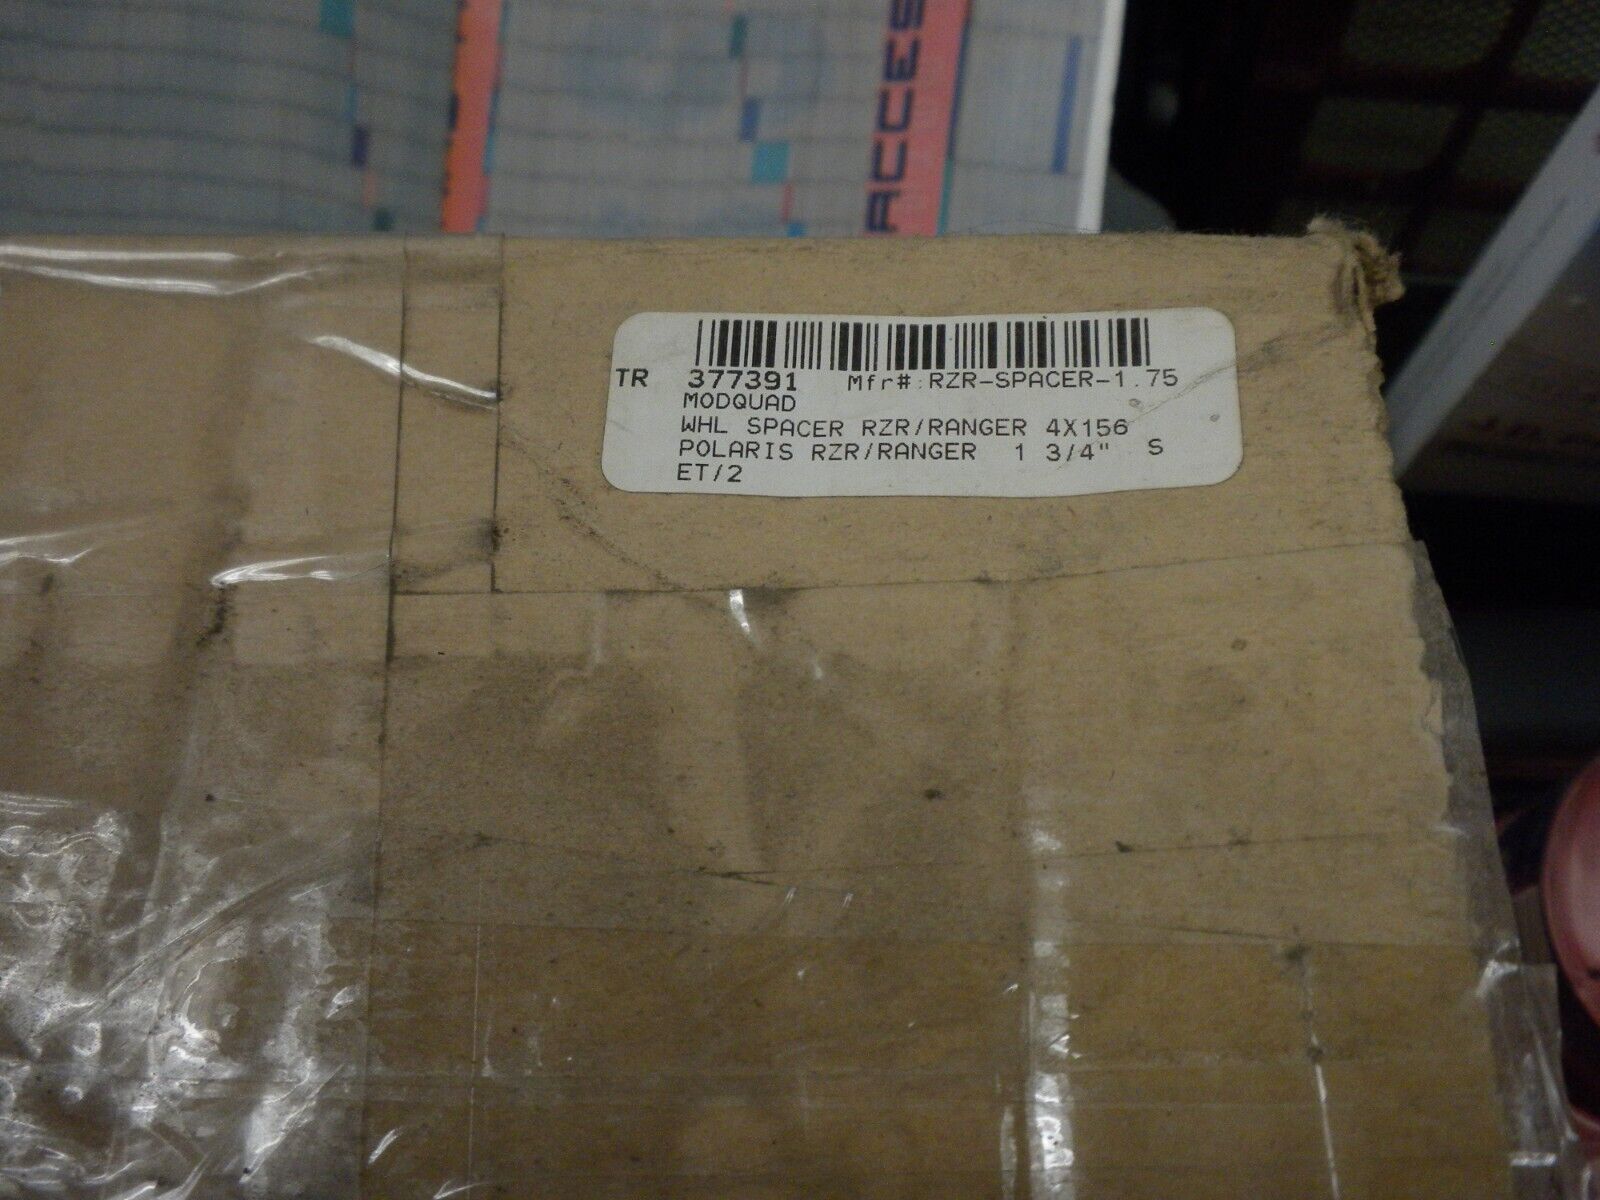 ACCES
TR 377391 Mfr#:RZR-SPACER-1.75
MODQUAD
WHL SPACER RZR/RANGER 4X156
POLARIS RZR/RANGER 1 3/4" S
ET/2